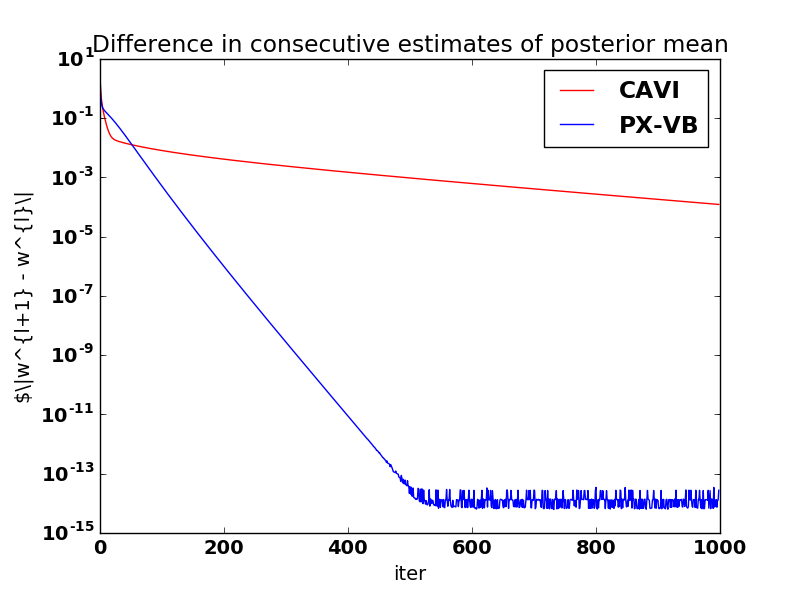 Difference in consecutive estimates of posterior mean
CAVI
PX-VB
10^1
10^-1
10^-3
10^-5
10^-7
10^-9
10^-11
10^-13
10^-15
$\|w^{l+1} - w^{l}\|
0 200 400 600 800 1000
iter